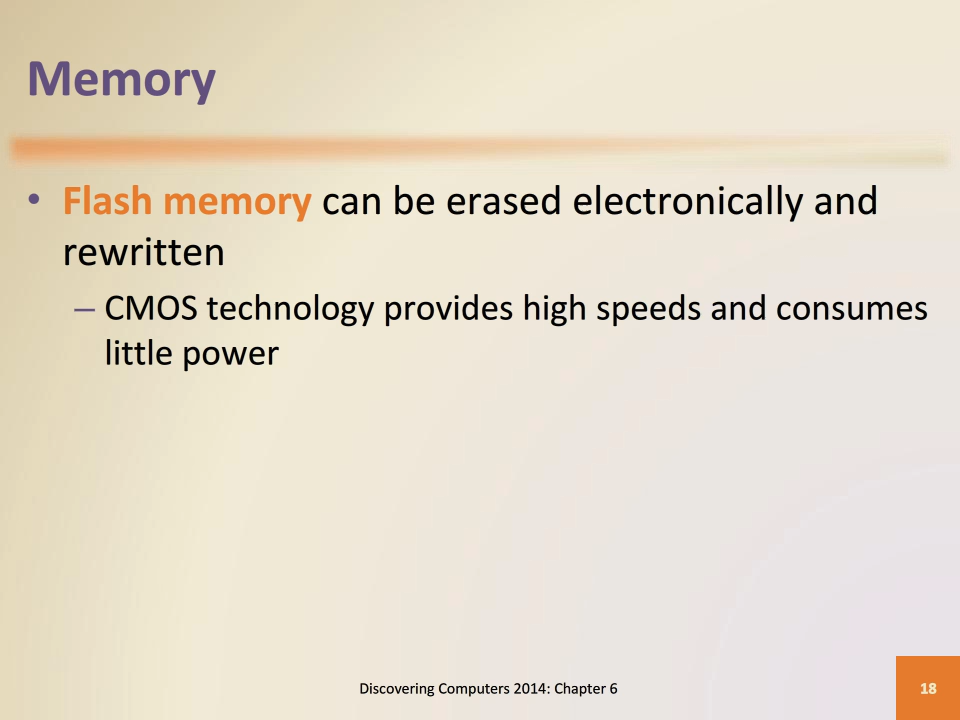 Memory
• Flash memory can be erased electronically and
rewritten
– CMOS technology provides high speeds and consumes
little power
Discovering Computers 2014: Chapter 6
18